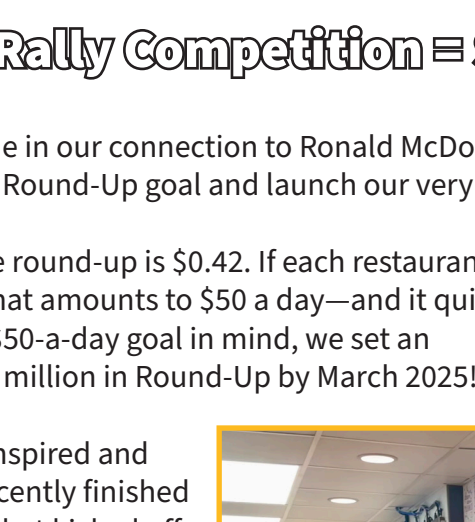 Rally Competition =
e in our connection to Ronald McDo
Round-Up goal and launch our very
e round-up is $0.42. If each restauran
hat amounts to $50 a day—and it qui
$50-a-day goal in mind, we set an
million in Round-Up by March 2025!
nspired and
cently finished